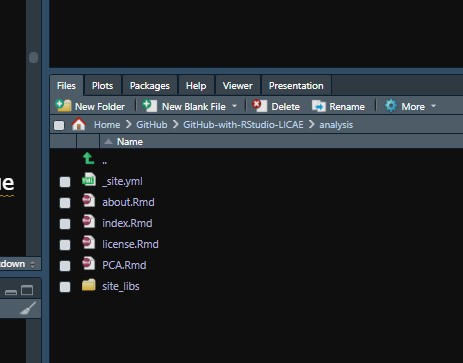 Files Plots Packages Help Viewer Presentation
New Folder New Blank File Delete Rename More
Home GitHub GitHub-with-RStudio-LICAE analysis
Name
..
ue
_site.yml
about.Rmd
index.Rmd
license.Rmd
kdown PCA.Rmd
site_libs